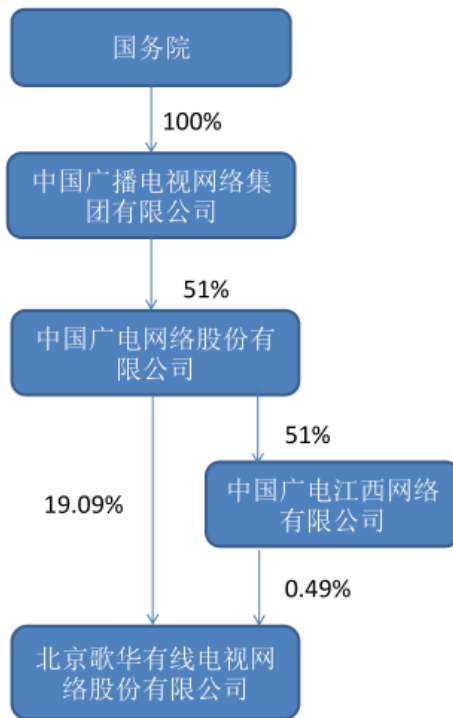 国务院
100%
中国广播电视网络集
团有限公司
51%
中国广电网络股份有
限公司
51%
19.09%
中国广电江西网络
有限公司
0.49%
北京歌华有线电视网
络股份有限公司